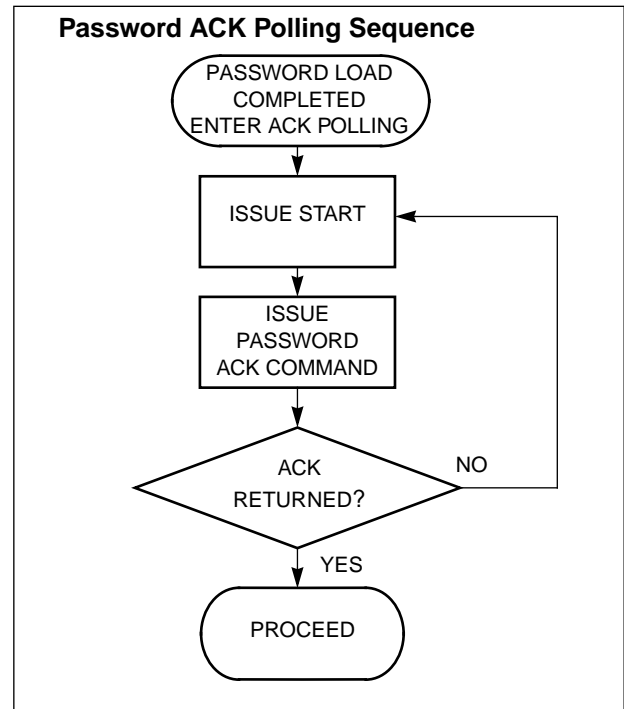 Password ACK Polling Sequence
PASSWORD LOAD
COMPLETED
ENTER ACK POLLING
ISSUE START
ISSUE
PASSWORD
ACK COMMAND
ACK
RETURNED?
NO
YES
PROCEED